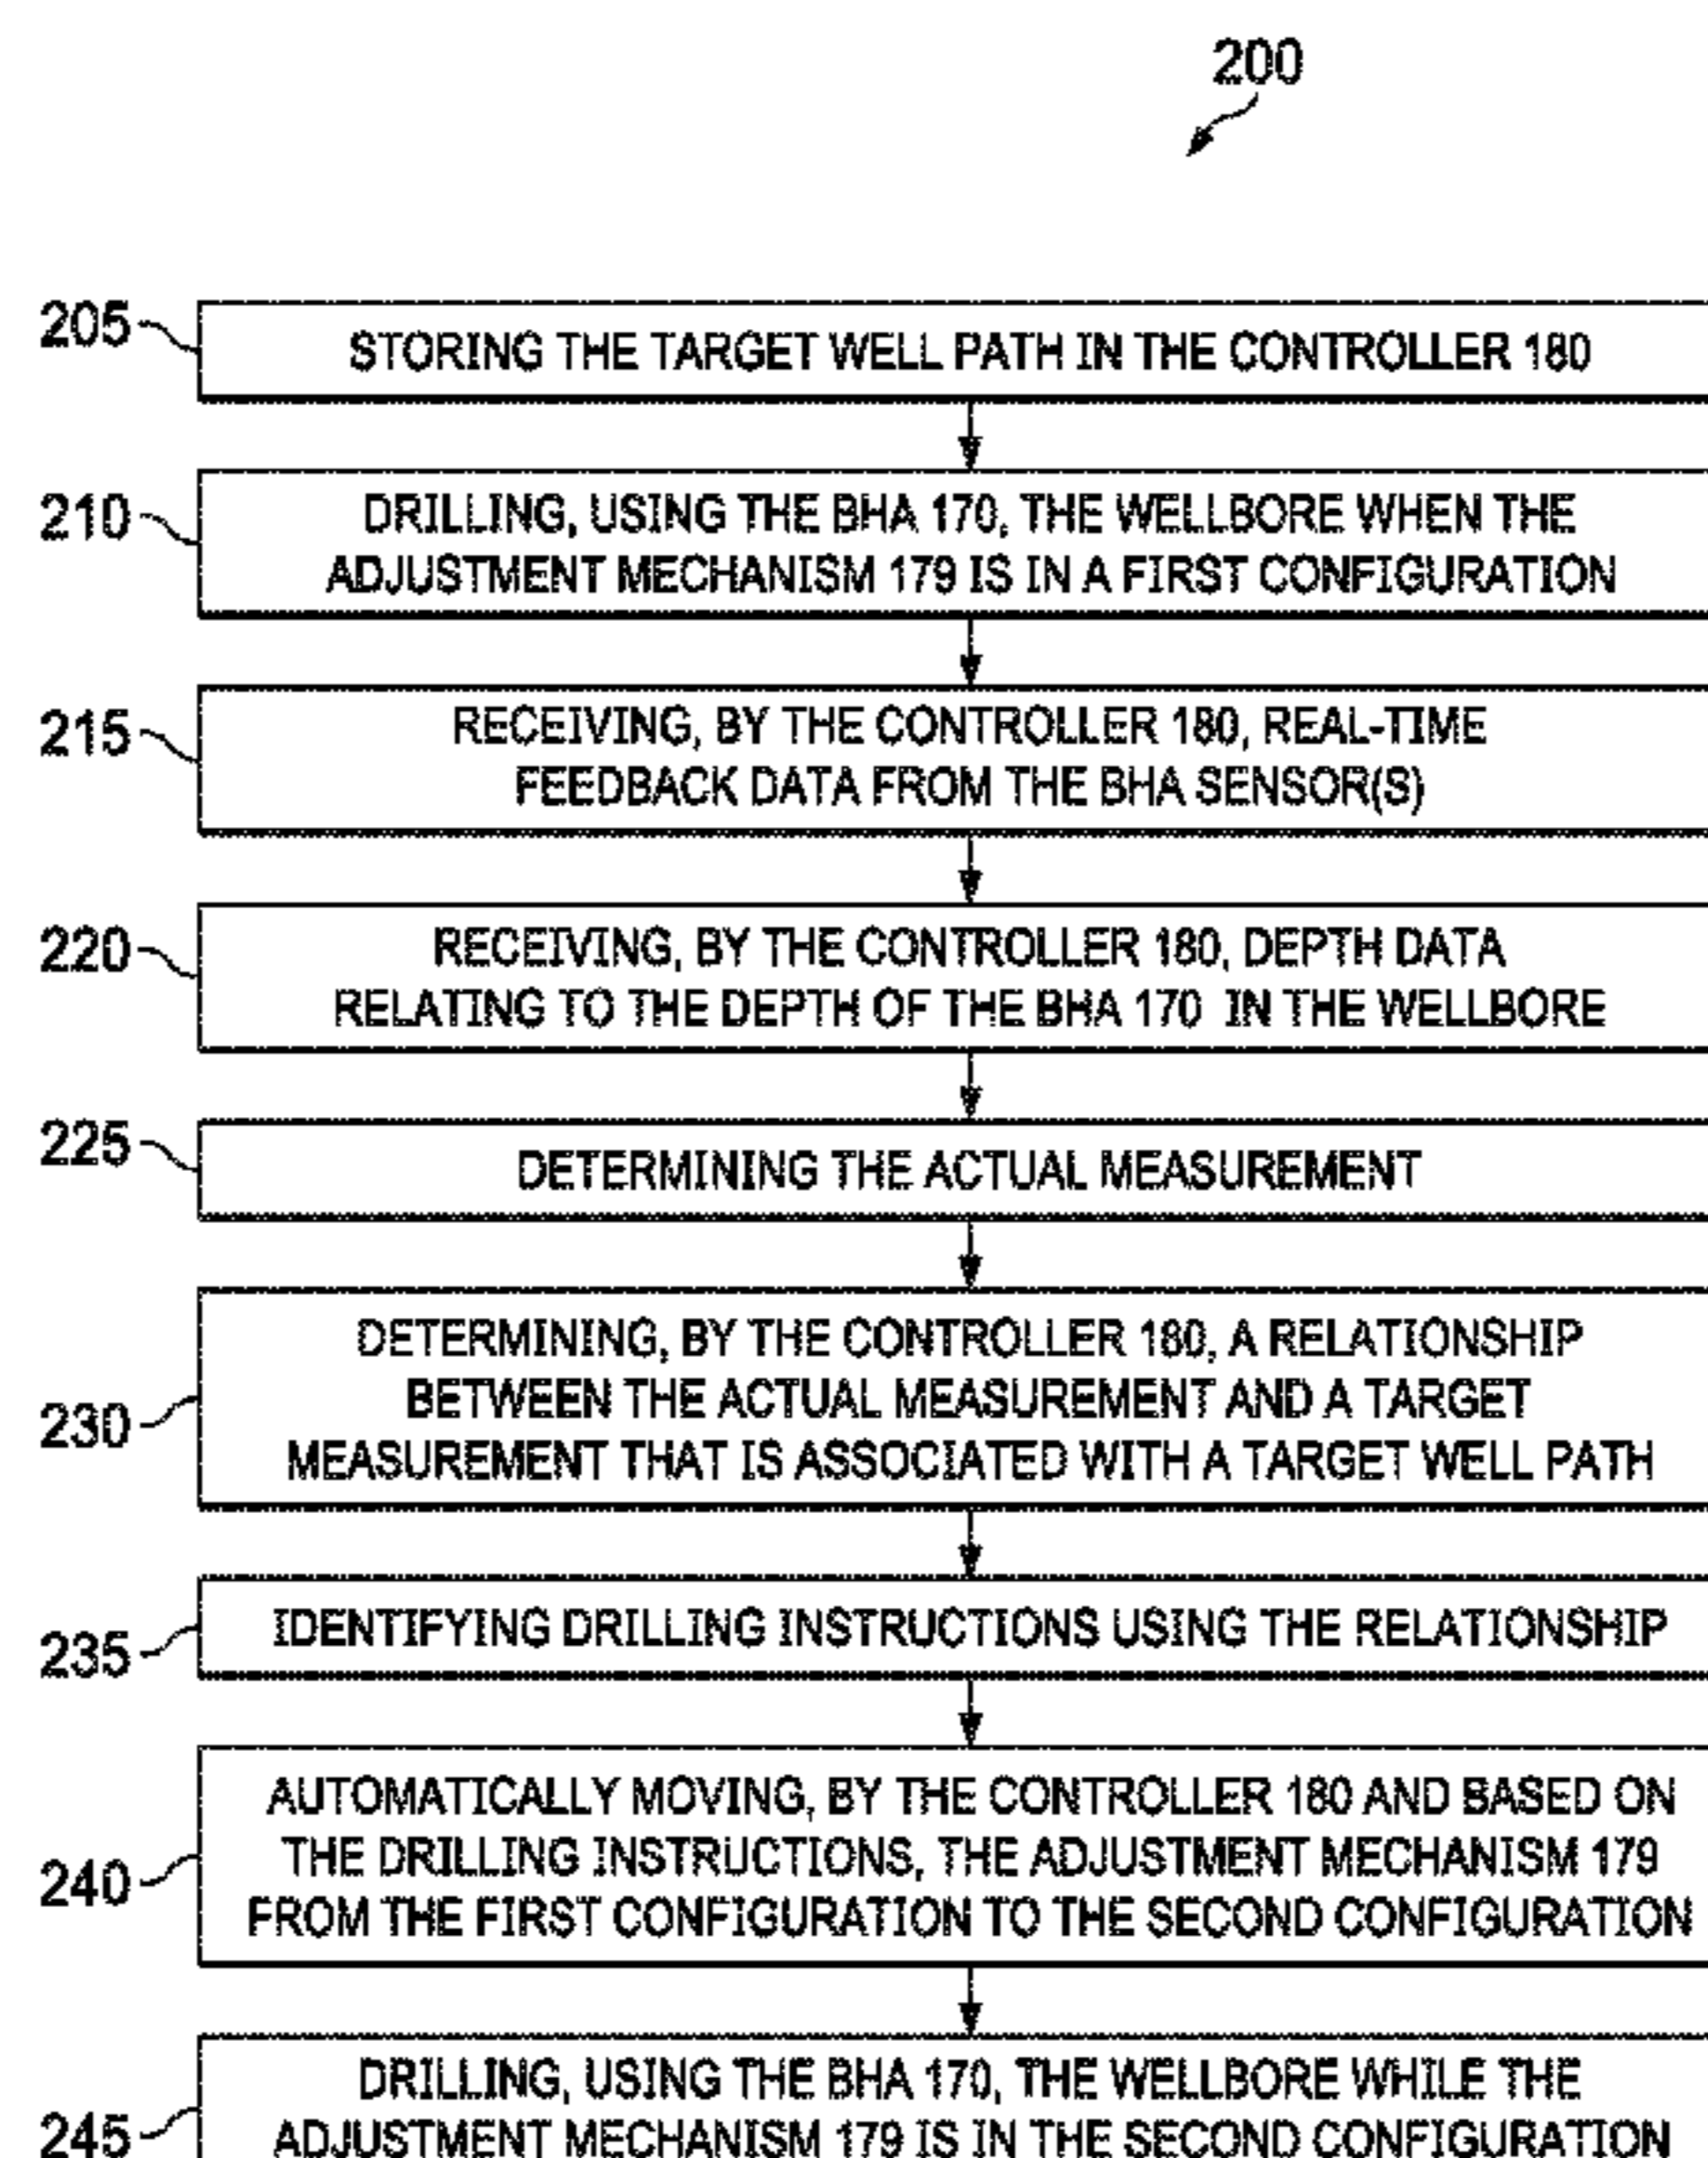 200
205
STORING THE TARGET WELL PATH IN THE CONTROLLER 180
210
DRILLING, USING THE BHA 170, THE WELLBORE WHEN THE
ADJUSTMENT MECHANISM 179 IS IN A FIRST CONFIGURATION
215
RECEIVING, BY THE CONTROLLER 180, REAL-TIME
FEEDBACK DATA FROM THE BHA SENSOR(S)
220
RECEIVING, BY THE CONTROLLER 180, DEPTH DATA
RELATING TO THE DEPTH OF THE BHA 170 IN THE WELLBORE
225
DETERMINING THE ACTUAL MEASUREMENT
230
DETERMINING, BY THE CONTROLLER 180, A RELATIONSHIP
BETWEEN THE ACTUAL MEASUREMENT AND A TARGET
MEASUREMENT THAT IS ASSOCIATED WITH A TARGET WELL PATH
235
IDENTIFYING DRILLING INSTRUCTIONS USING THE RELATIONSHIP
240
AUTOMATICALLY MOVING, BY THE CONTROLLER 180 AND BASED ON
THE DRILLING INSTRUCTIONS, THE ADJUSTMENT MECHANISM 179
FROM THE FIRST CONFIGURATION TO THE SECOND CONFIGURATION
245
DRILLING, USING THE BHA 170, THE WELLBORE WHILE THE
ADJUSTMENT MECHANISM 179 IS IN THE SECOND CONFIGURATION